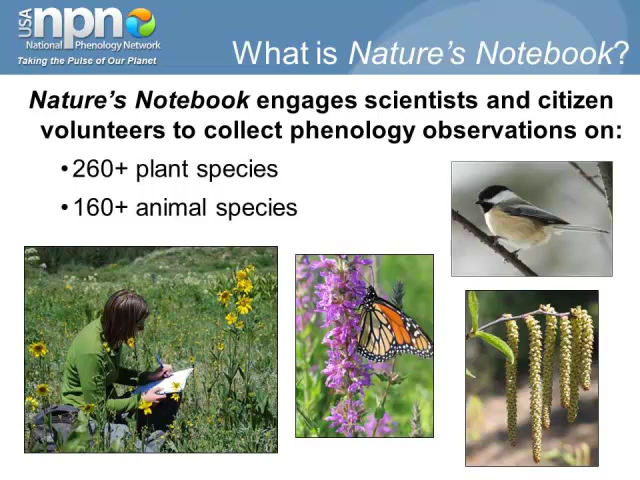 USA npn
National Phenology Network
Taking the Pulse of Our Planet
What is Nature's Notebook?
Nature's Notebook engages scientists and citizen
volunteers to collect phenology observations on:
•260+ plant species
•160+ animal species